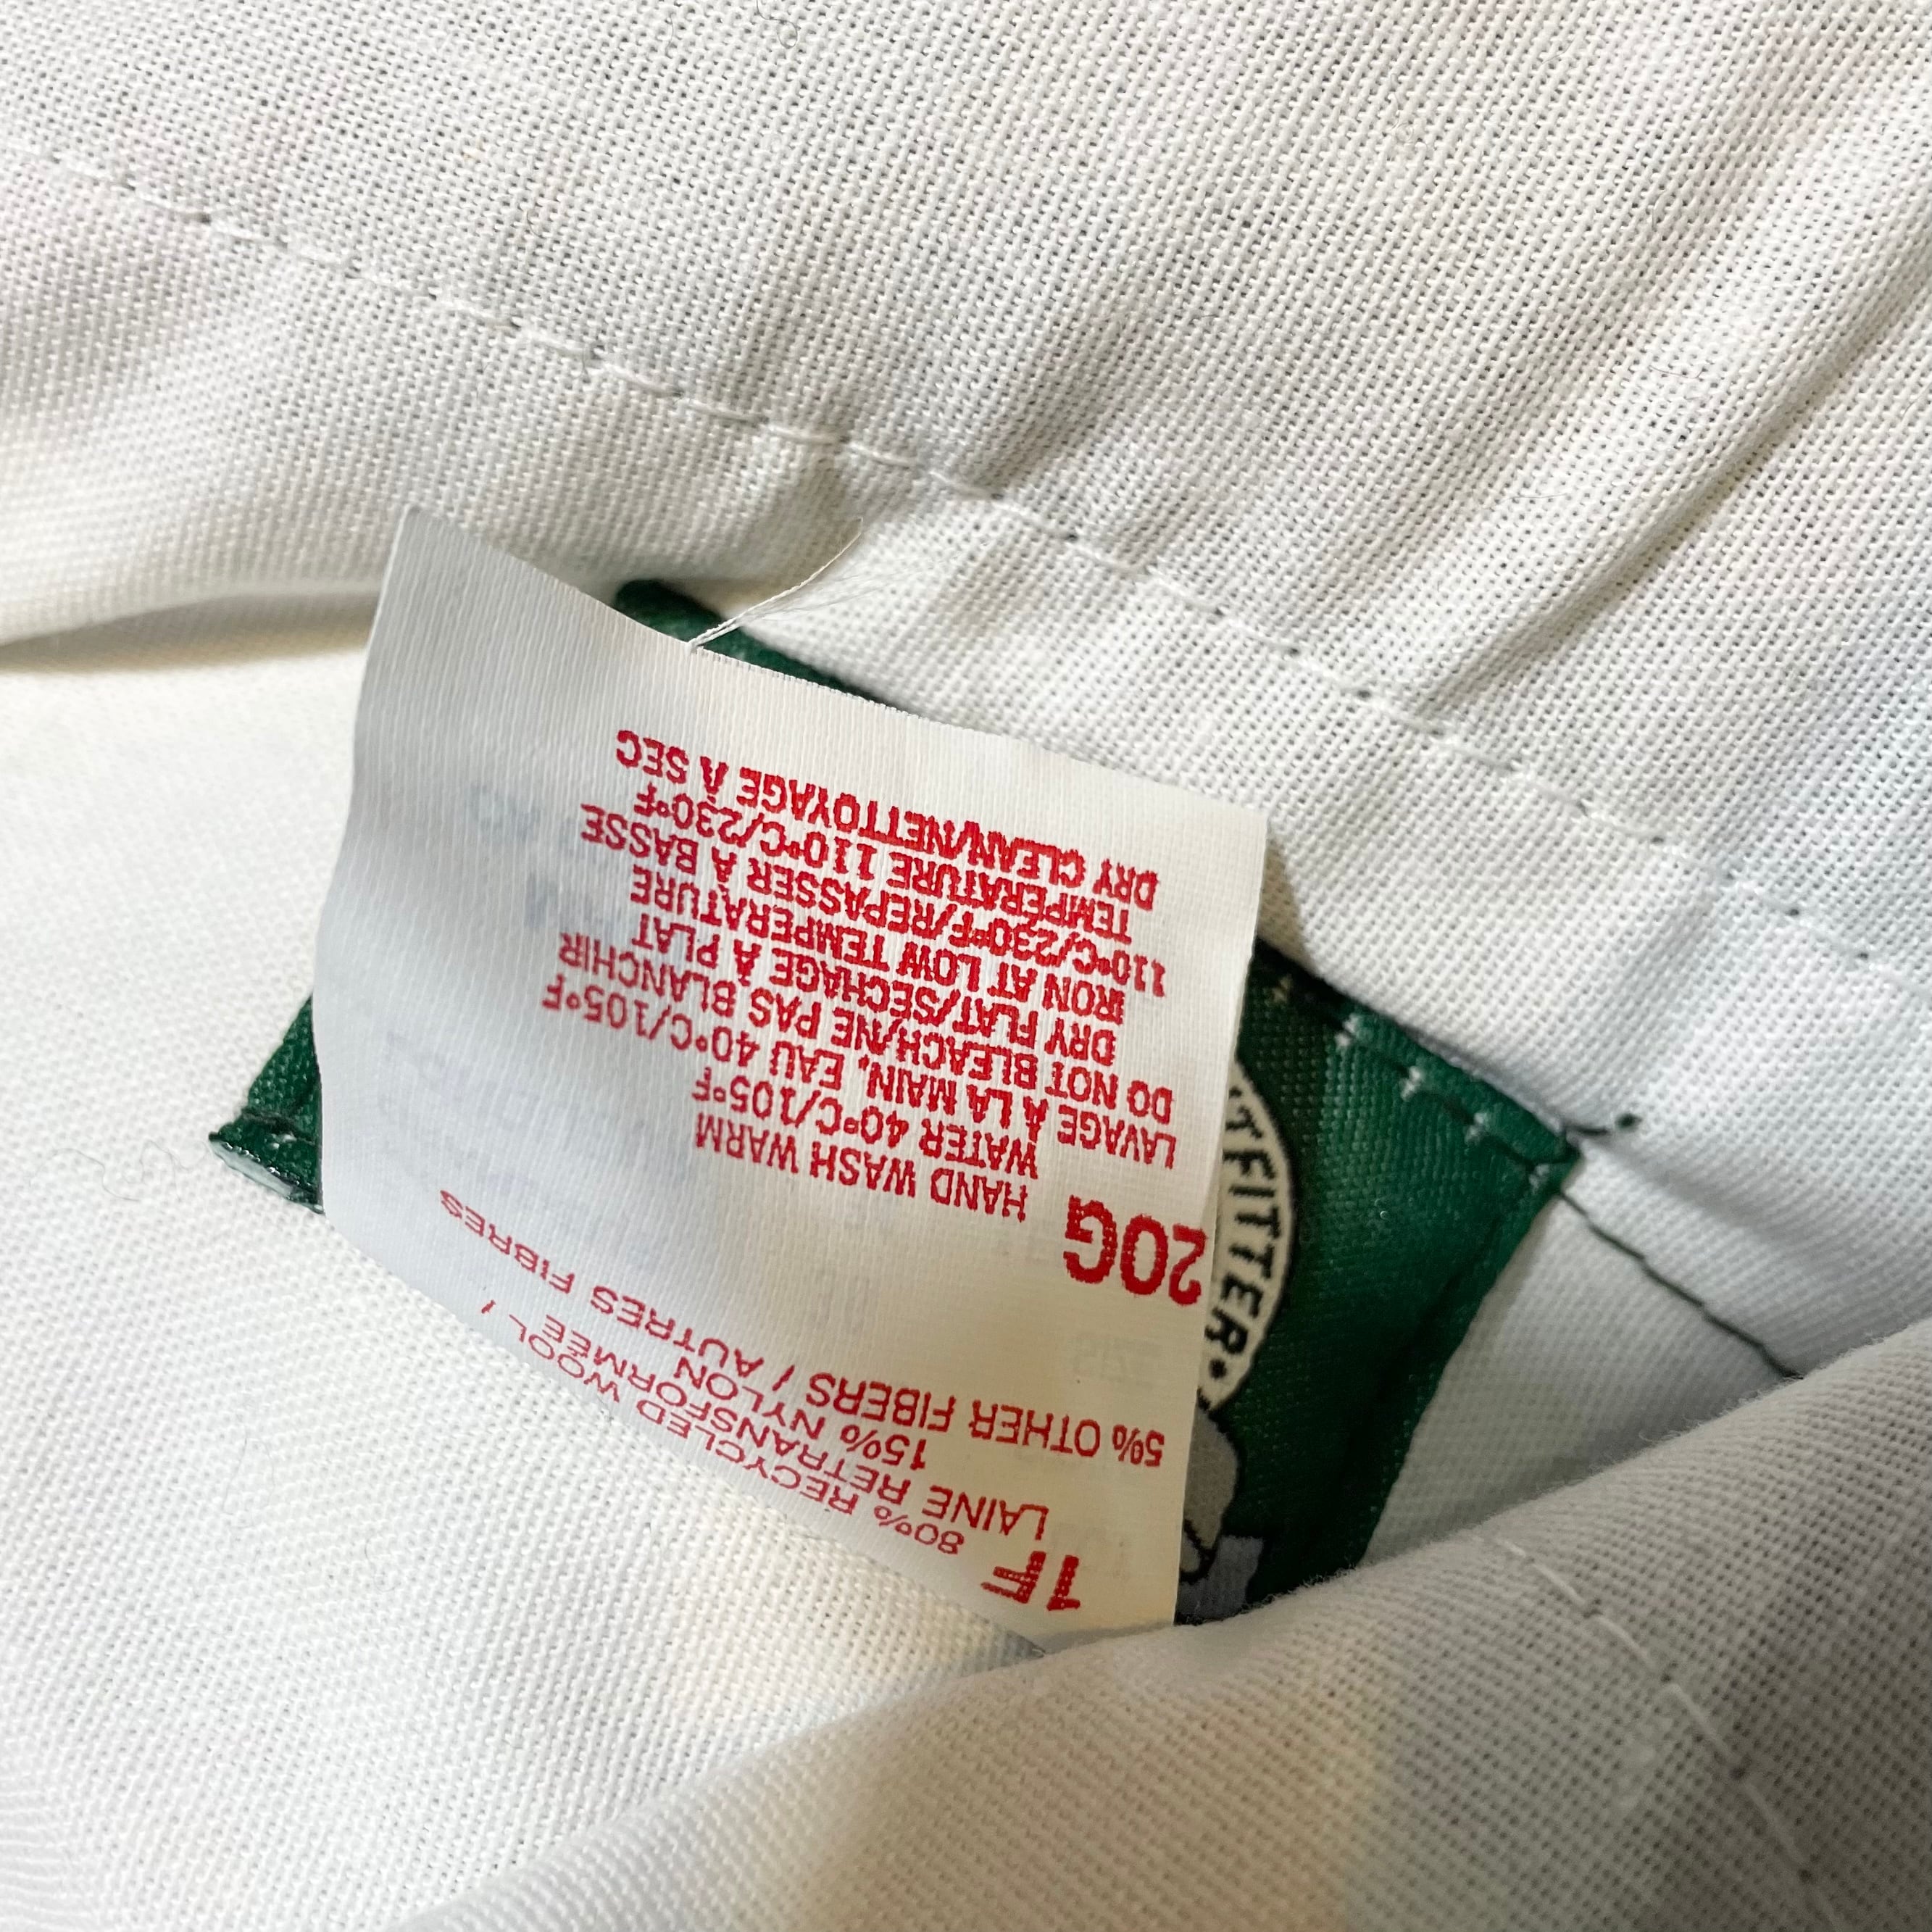 1F
80% RECYCLED WOOL /
LAINE RETRANSFORMÉE
15% NYLON
5% OTHER FIBERS / AUTRES FIBRES
20G
HAND WASH WARM
WATER 40°C/105°F
LAVAGE À LA MAIN, EAU 40°C/105°F
DO NOT BLEACH/NE PAS BLANCHIR
DRY FLAT/SECHAGE À PLAT
IRON AT LOW TEMPERATURE
110°C/230°F/REPASSER À BASSE
TEMPÉRATURE 110°C/230°F
DRY CLEAN/NETTOYAGE À SEC